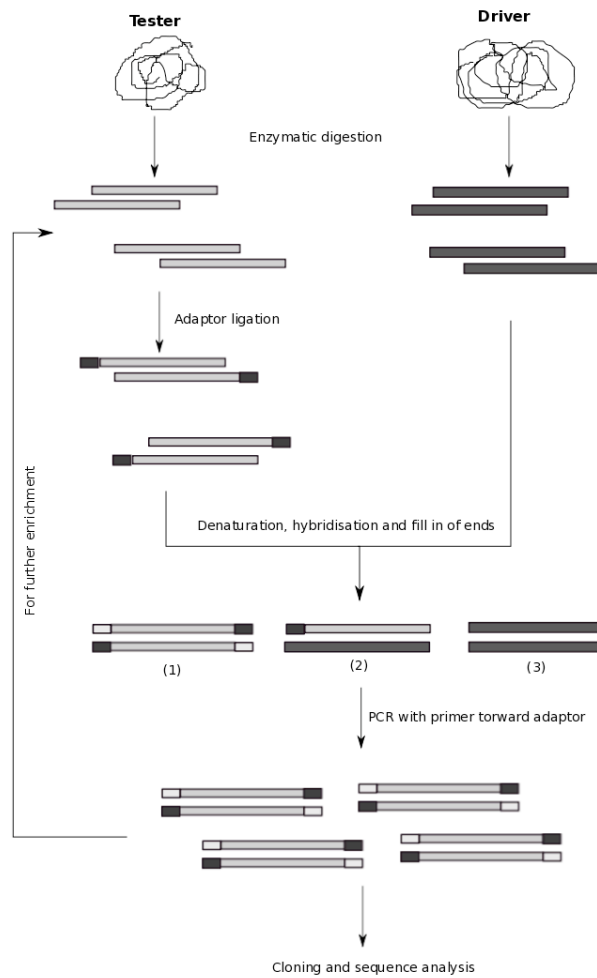 Tester
Driver
Enzymatic digestion
Adaptor ligation
Denaturation, hybridisation and fill in of ends
For further enrichment
(1)
(2)
(3)
PCR with primer torward adaptor
Cloning and sequence analysis